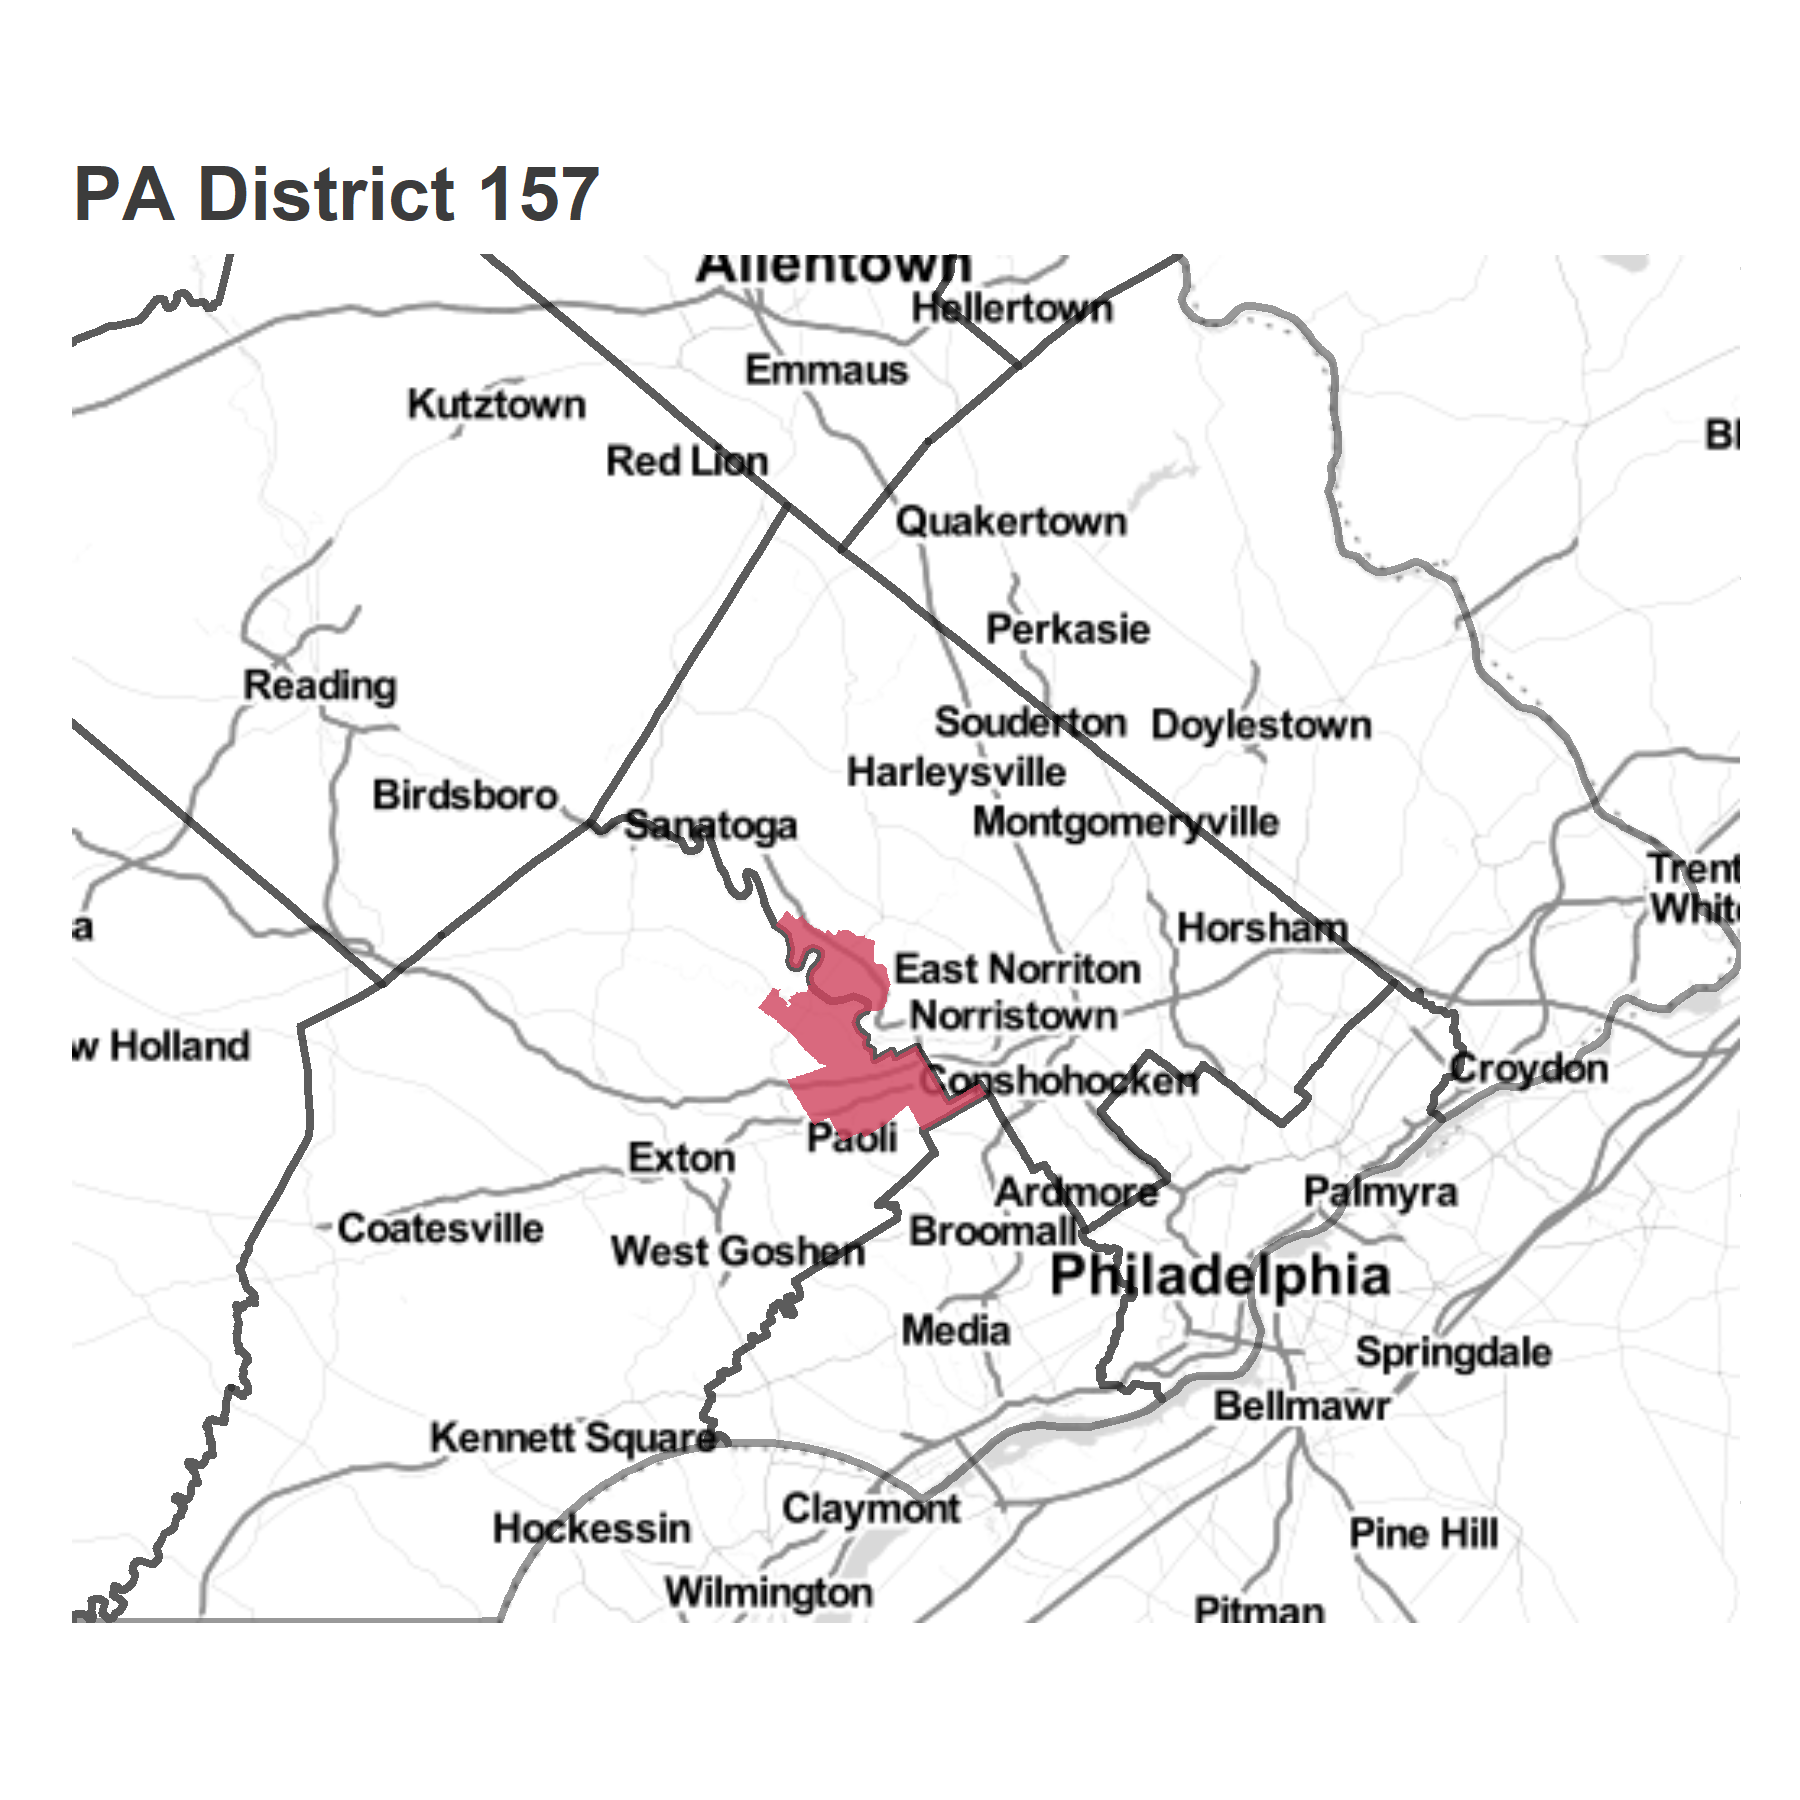 PA District 157
Allentown
Hellertown
Emmaus
Kutztown
Red Lion
Quakertown
Perkasie
Reading
Souderton
Doylestown
Harleysville
Birdsboro
Sanatoga
Montgomeryville
Trent
White
a
Horsham
East Norriton
Norristown
w Holland
Croydon
Conshohocken
Paoli
Exton
Ardmore
Palmyra
Coatesville
Broomall
West Goshen
Philadelphia
Media
Springdale
Bellmawr
Kennett Square
Claymont
Hockessin
Pine Hill
Wilmington
Pitman